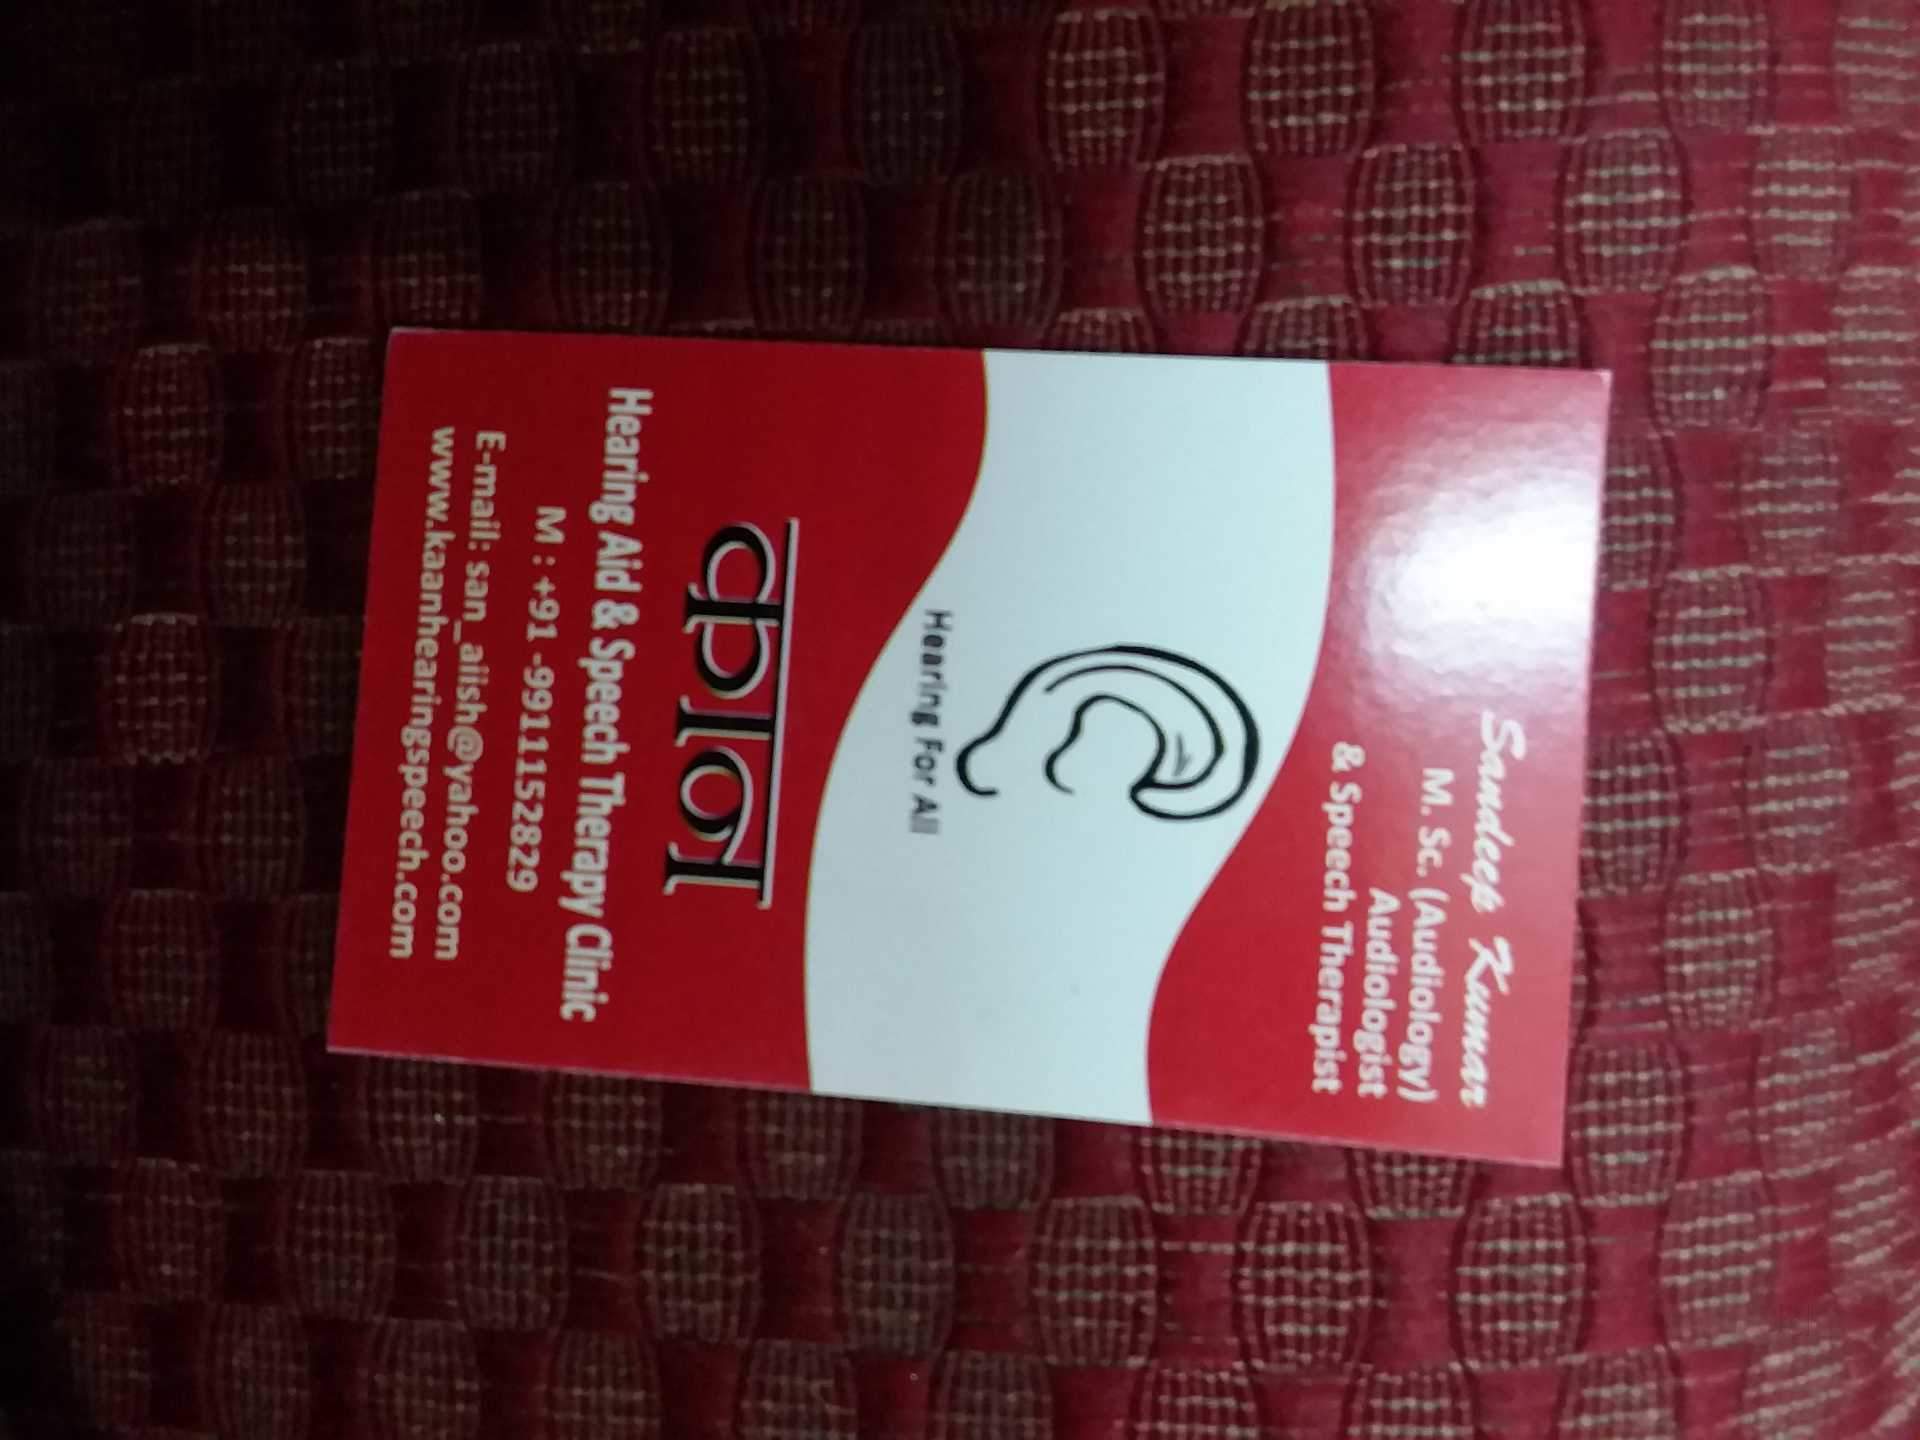 Sandeep Kumar
M. Sc. (Audiology)
Audiologist
& Speech Therapist
Hearing For All
कान
Hearing Aid & Speech Therapy Clinic
M : +91 -9911152829
E-mail: san_aiish@yahoo.com
www.kaanhearingspeech.com